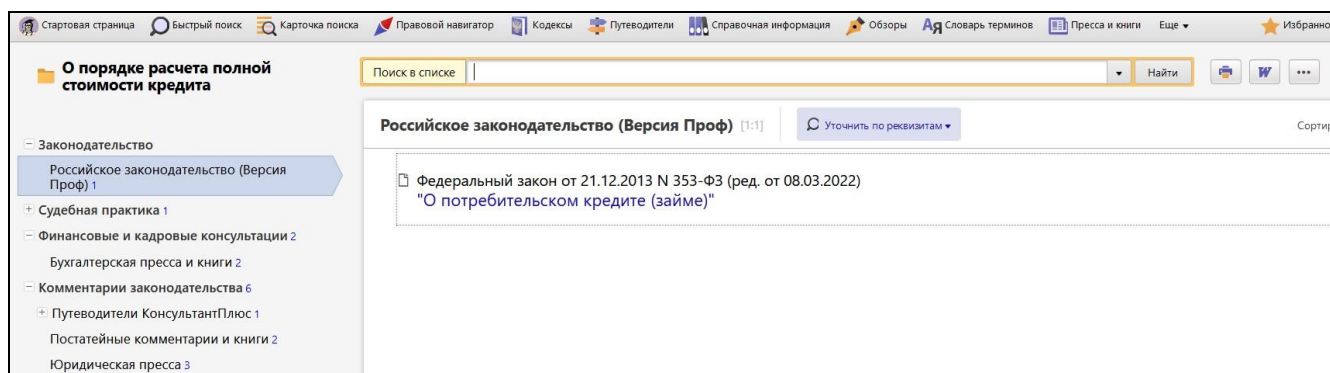 Стартовая страница Быстрый поиск Карточка поиска Правовой навигатор Кодексы Путеводители Справочная информация Обзоры Словарь терминов Пресса и книги Еще Избранно
О порядке расчета полной
стоимости кредита
Поиск в списке Найти
Российское законодательство (Версия Проф) [1:1] Уточнить по реквизитам Сортир
Законодательство
Российское законодательство (Версия
Проф) 1
Судебная практика 1
Финансовые и кадровые консультации 2
Бухгалтерская пресса и книги 2
Комментарии законодательства 6
Путеводители КонсультантПлюс 1
Постатейные комментарии и книги 2
Юридическая пресса 3
Федеральный закон от 21.12.2013 N 353-ФЗ (ред. от 08.03.2022)
"О потребительском кредите (займе)"